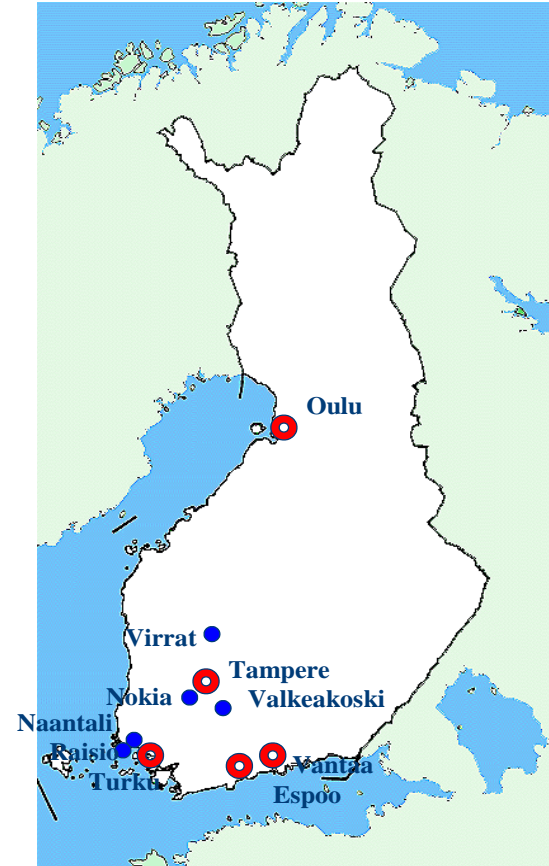 Oulu
Virrat
Tampere
Nokia
Valkeakoski
Naantali
Raisio
Turku
Vantaa
Espoo